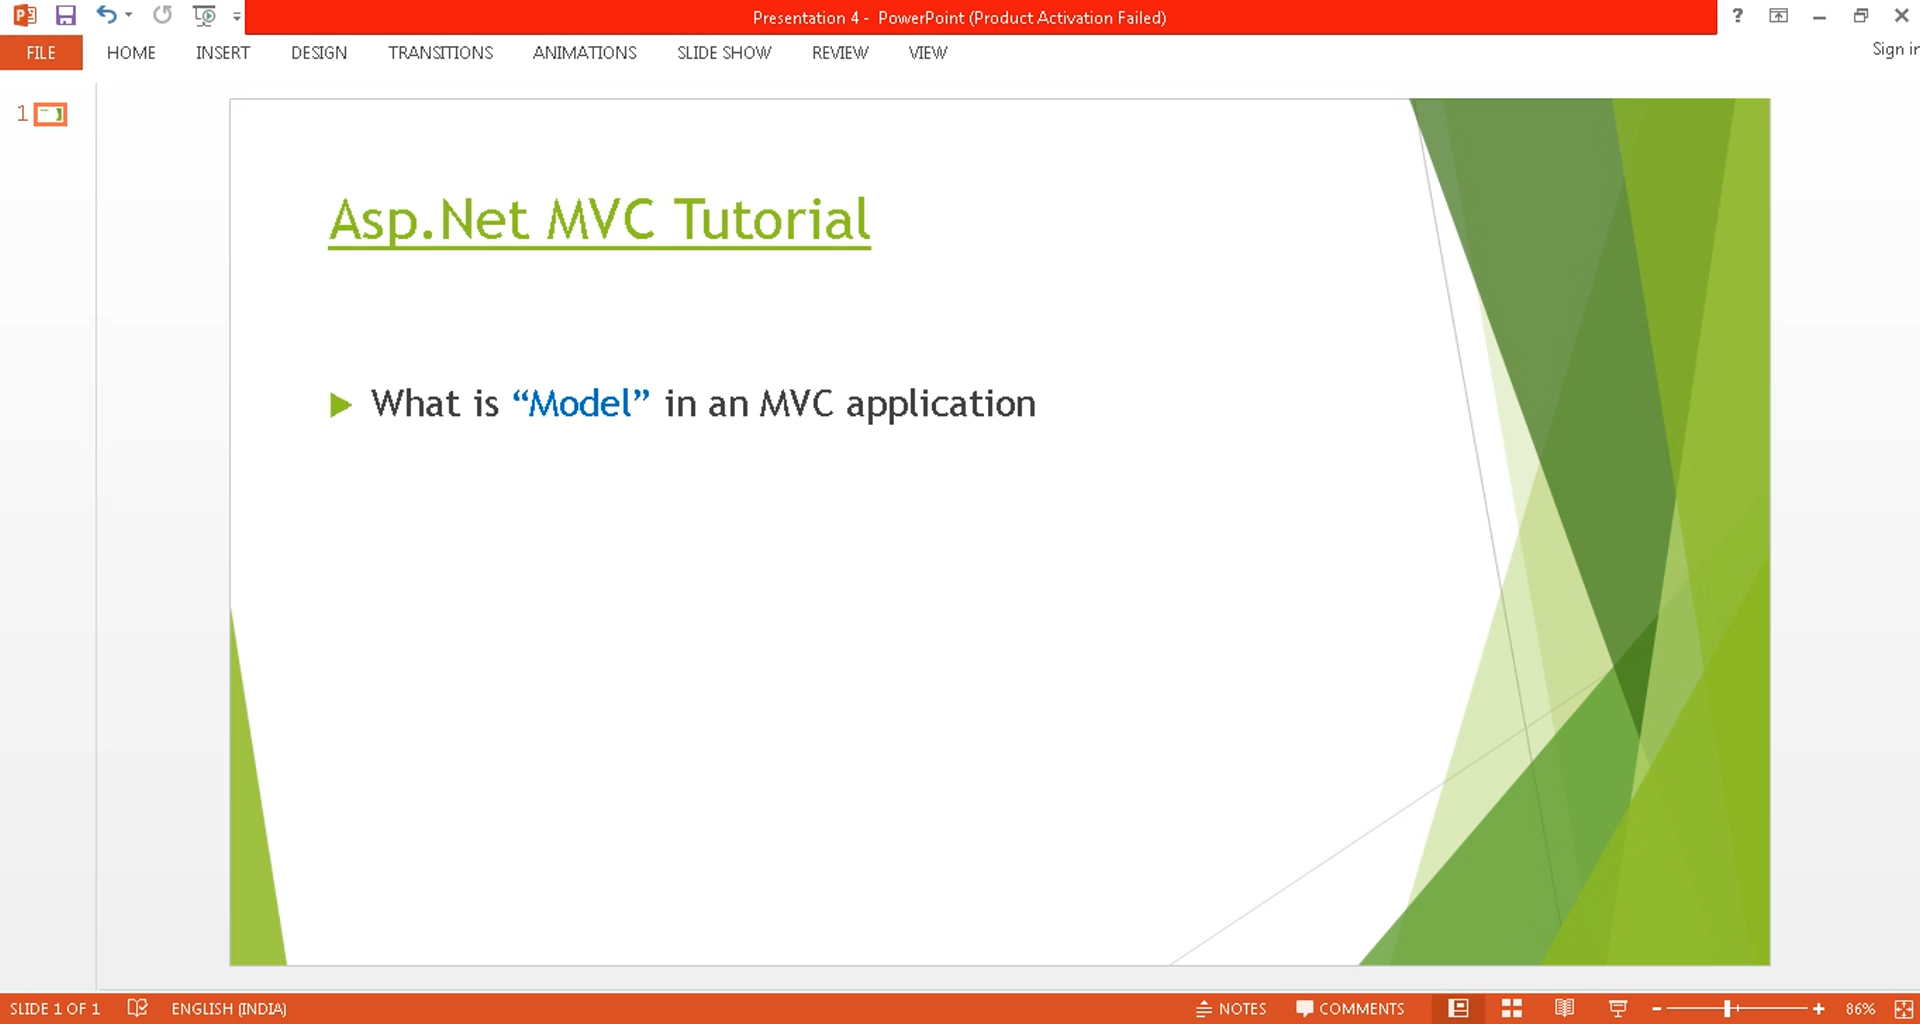 Presentation 4 - PowerPoint (Product Activation Failed)
?
FILE HOME INSERT DESIGN TRANSITIONS ANIMATIONS SLIDE SHOW REVIEW VIEW
Sign in
1
Asp.Net MVC Tutorial
What is “Model” in an MVC application
SLIDE 1 OF 1 ENGLISH (INDIA) NOTES COMMENTS 86%